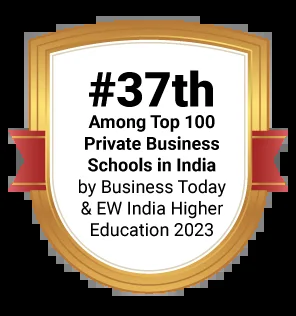 #37th
Among Top 100
Private Business
Schools in India
by Business Today
& EW India Higher
Education 2023